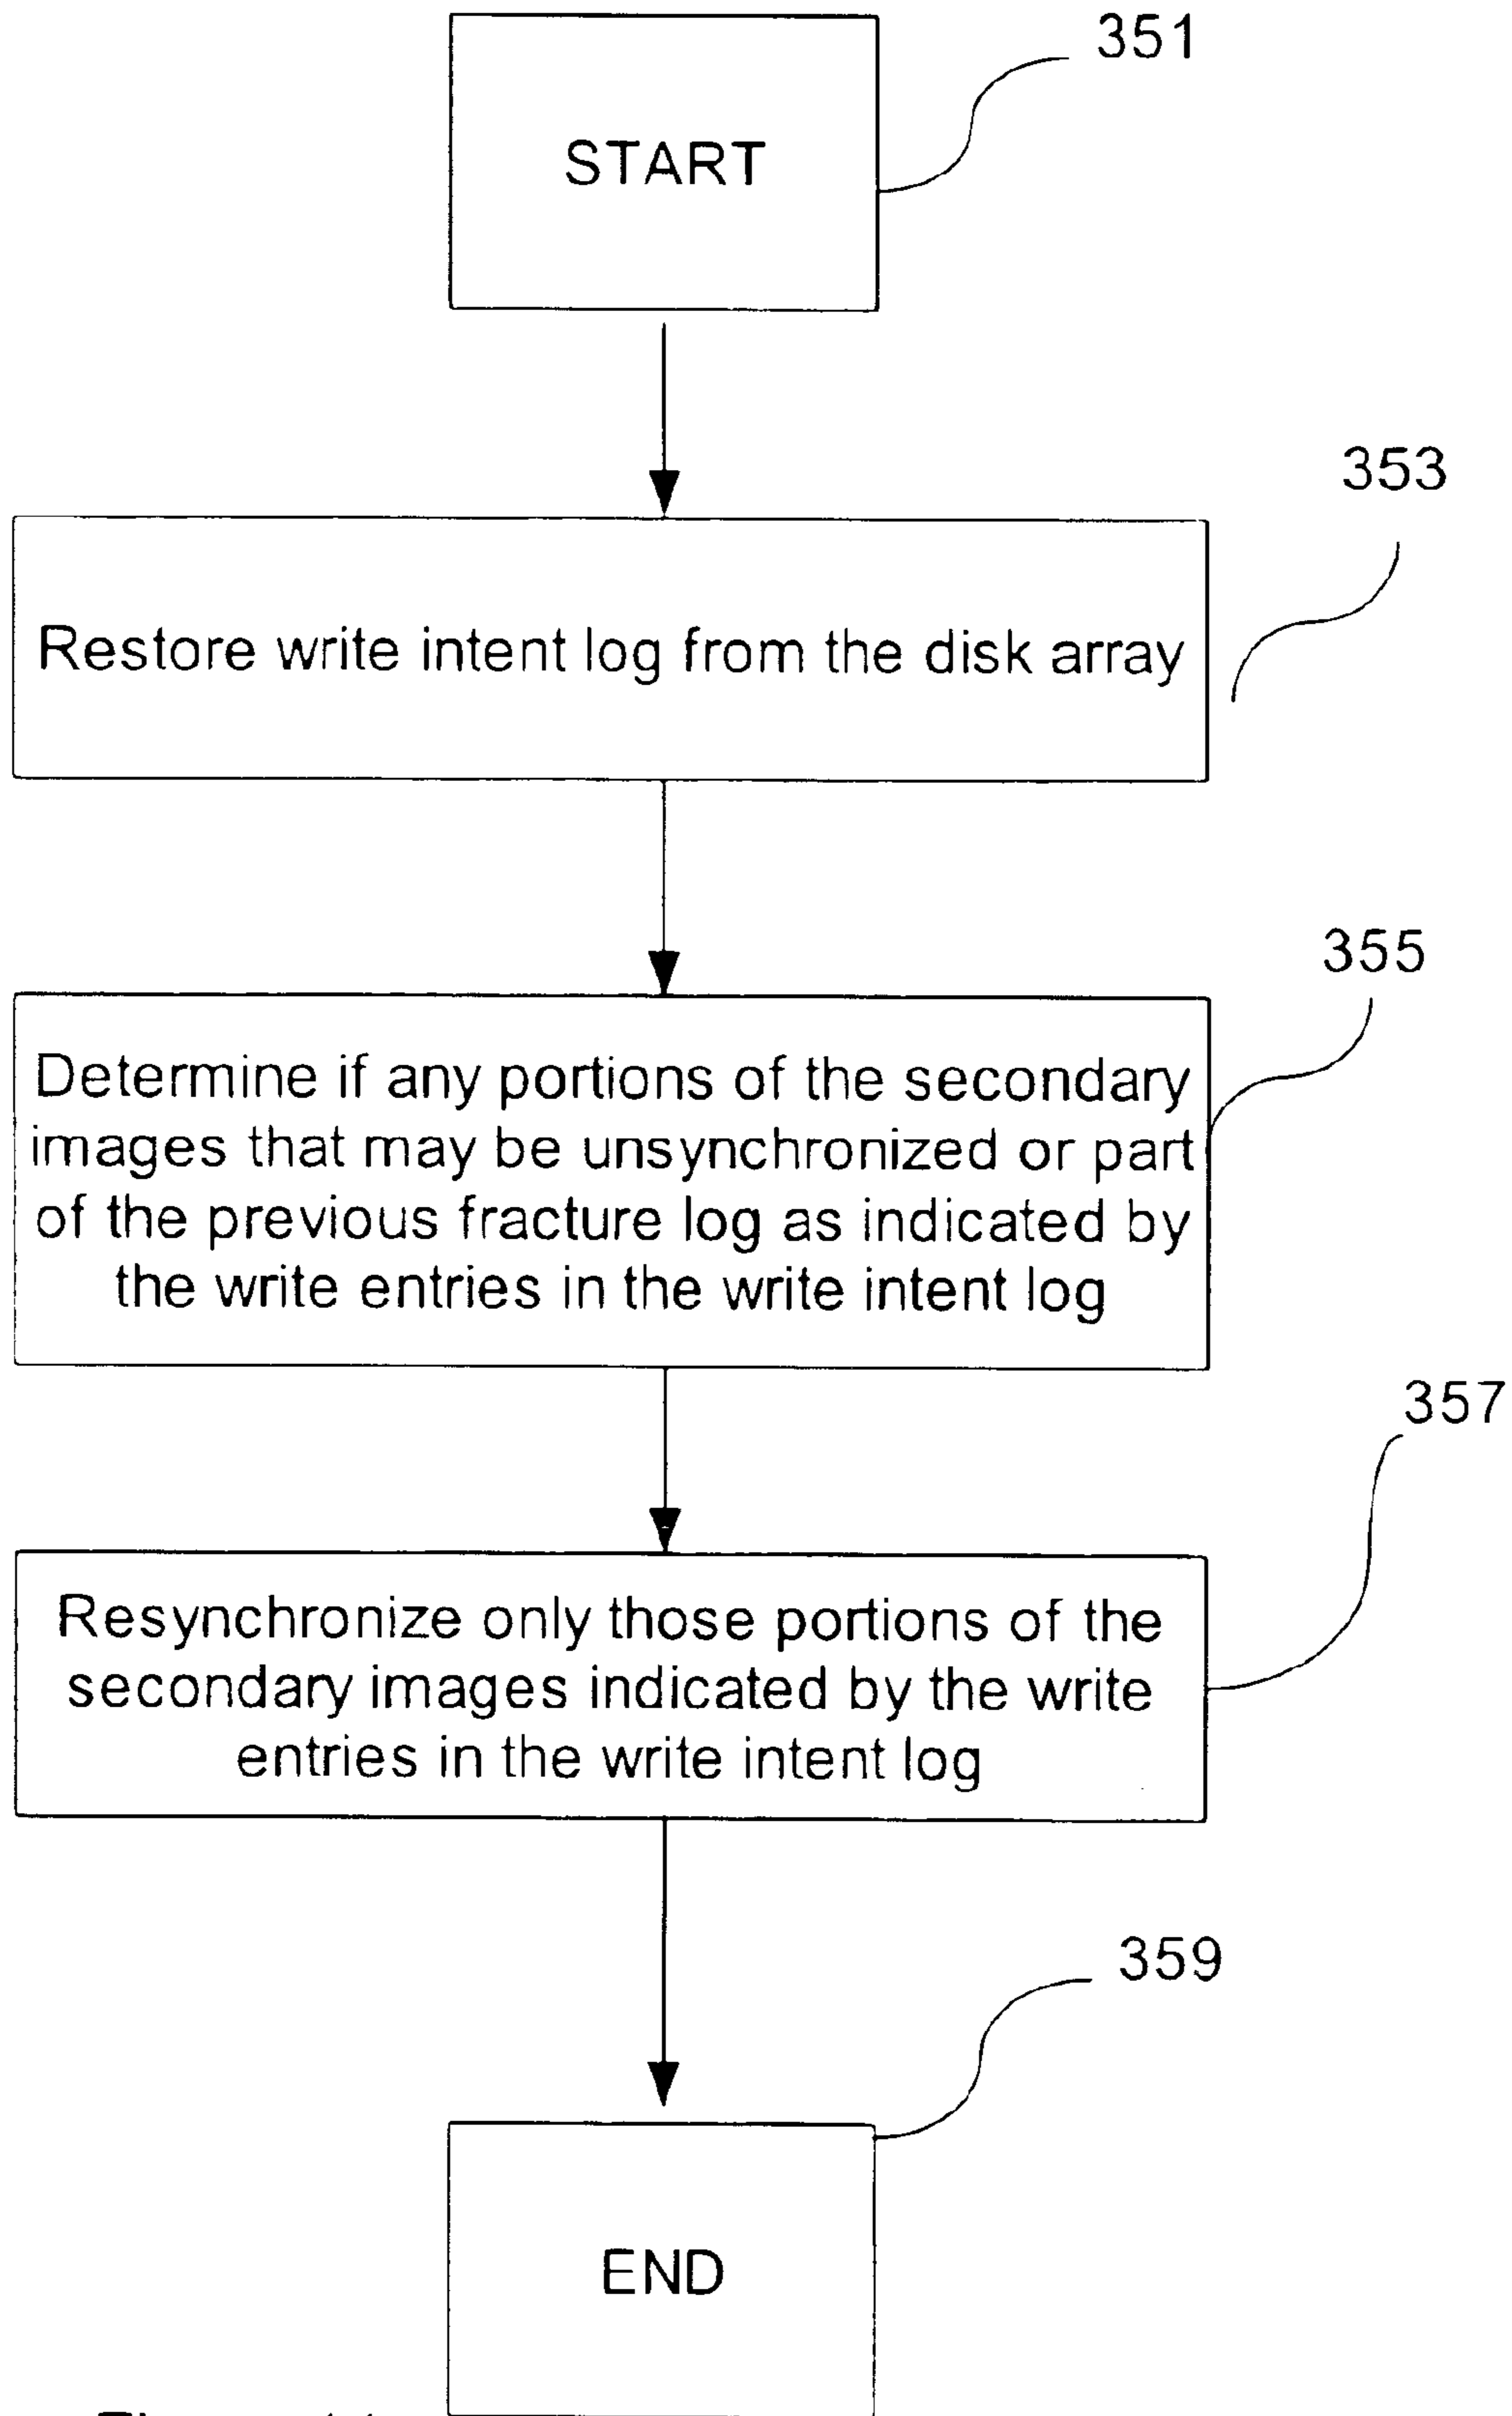 351
START
353
Restore write intent log from the disk array
355
Determine if any portions of the secondary
images that may be unsynchronized or part
of the previous fracture log as indicated by
the write entries in the write intent log
357
Resynchronize only those portions of the
secondary images indicated by the write
entries in the write intent log
359
END